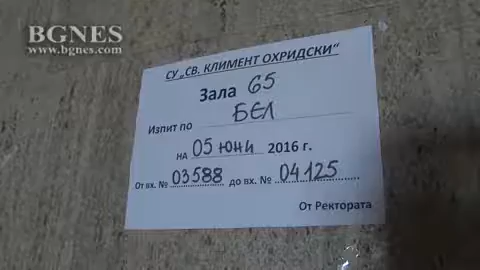 BGNES
www.bgnes.com
СУ „СВ. КЛИМЕНТ ОХРИДСКИ“
Зала 65
Изпит по БЕЛ
на 05 юни 2016 г.
От вх. № 03588 до вх. № 04125
От Ректората